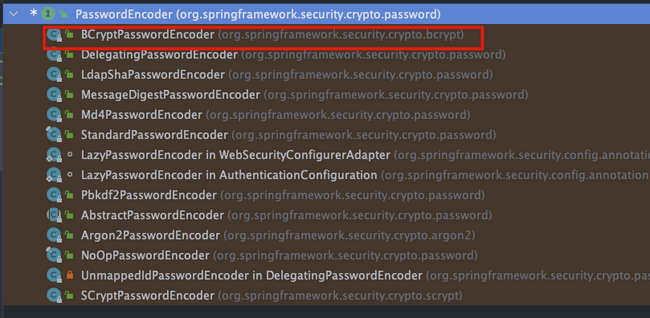 * PasswordEncoder (org.springframework.security.crypto.password)
BCryptPasswordEncoder (org.springframework.security.crypto.bcrypt)
DelegatingPasswordEncoder (org.springframework.security.crypto.password)
LdapShaPasswordEncoder (org.springframework.security.crypto.password)
MessageDigestPasswordEncoder (org.springframework.security.crypto.password)
Md4PasswordEncoder (org.springframework.security.crypto.password)
StandardPasswordEncoder (org.springframework.security.crypto.password)
LazyPasswordEncoder in WebSecurityConfigurerAdapter (org.springframework.security.config.annotation
LazyPasswordEncoder in AuthenticationConfiguration (org.springframework.security.config.annotation
Pbkdf2PasswordEncoder (org.springframework.security.crypto.password)
AbstractPasswordEncoder (org.springframework.security.crypto.password)
Argon2PasswordEncoder (org.springframework.security.crypto.argon2)
NoOpPasswordEncoder (org.springframework.security.crypto.password)
UnmappedIdPasswordEncoder in DelegatingPasswordEncoder (org.springframework.security.crypto.pas
SCryptPasswordEncoder (org.springframework.security.crypto.scrypt)